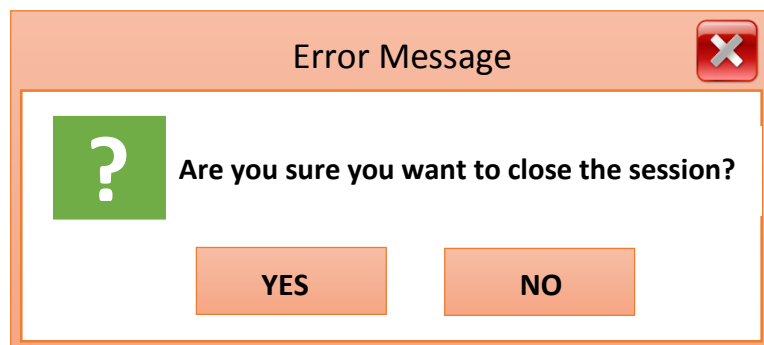 Error Message
?
Are you sure you want to close the session?
YES
NO